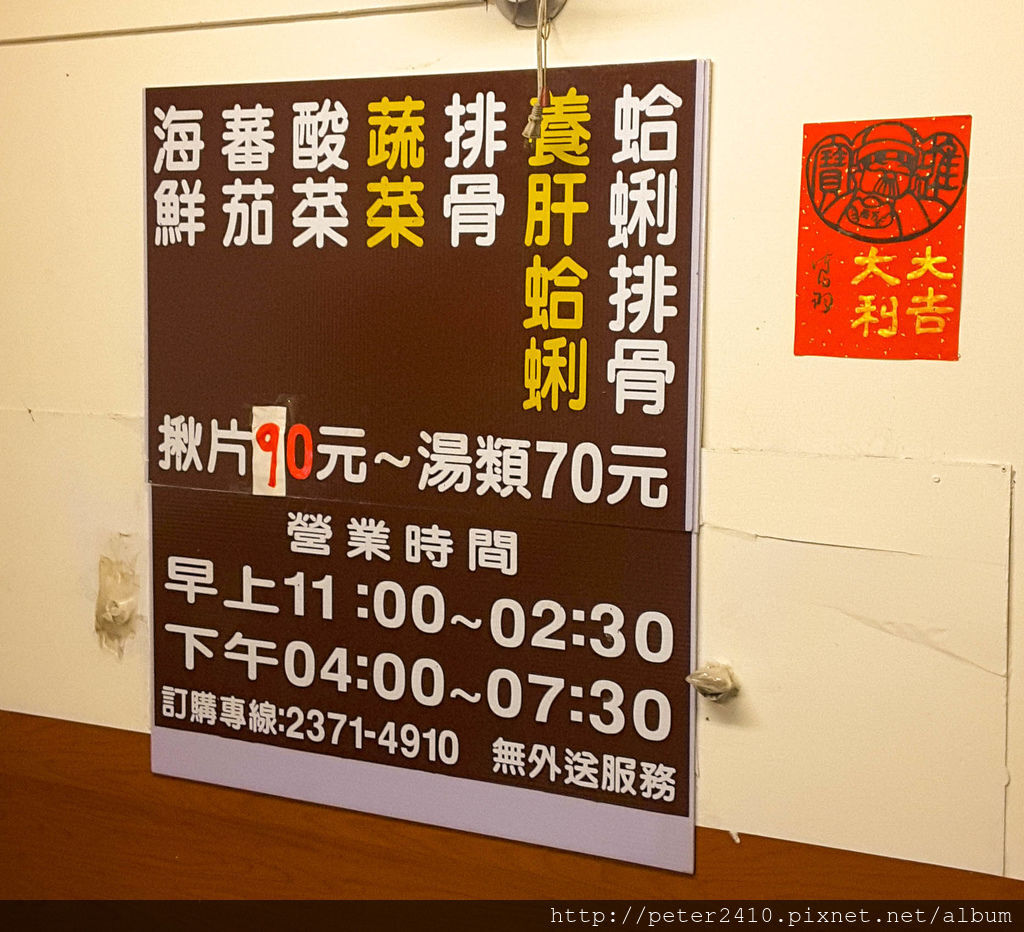 蛤蜊排骨
養肝蛤蜊
排骨
蔬菜
酸菜
蕃茄
海鮮
揪片90元~湯類70元
營業時間
早上11:00~02:30
下午04:00~07:30
訂購專線:2371-4910 無外送服務
大吉
大利
http://peter2410.pixnet.net/album